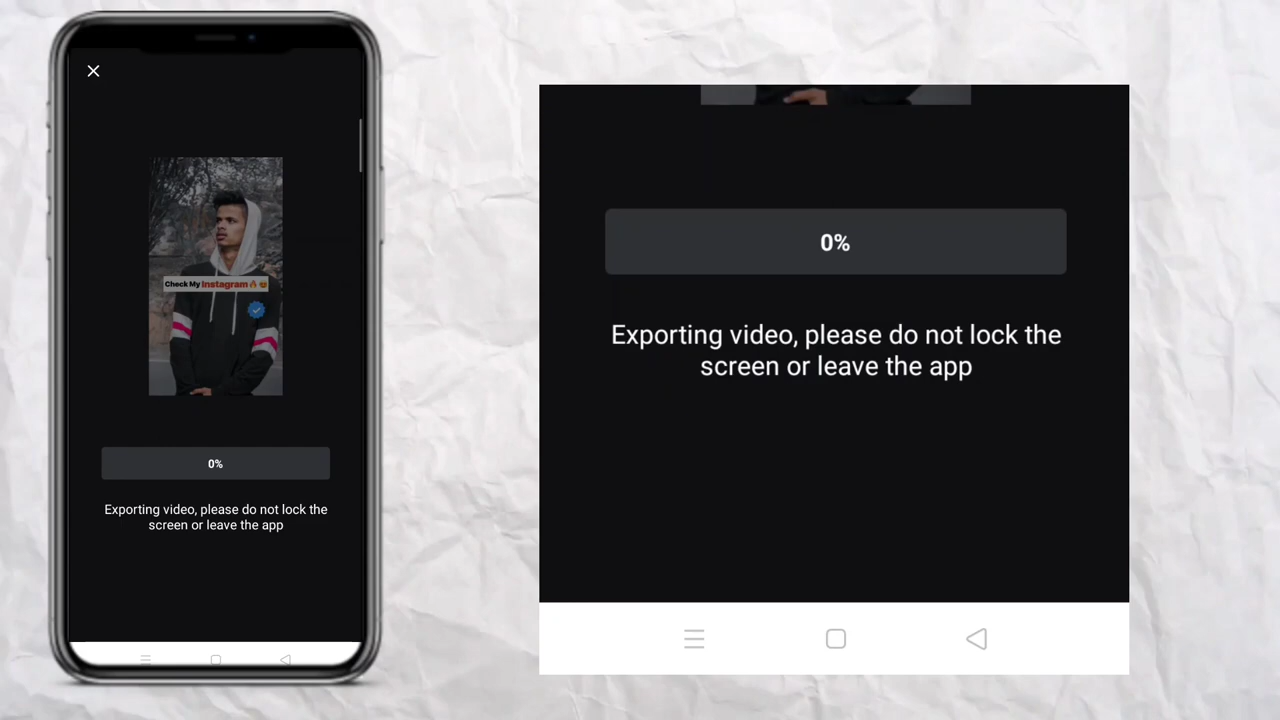 Check My Instagram🔥😍
0%
Exporting video, please do not lock the
screen or leave the app
0%
Exporting video, please do not lock the
screen or leave the app